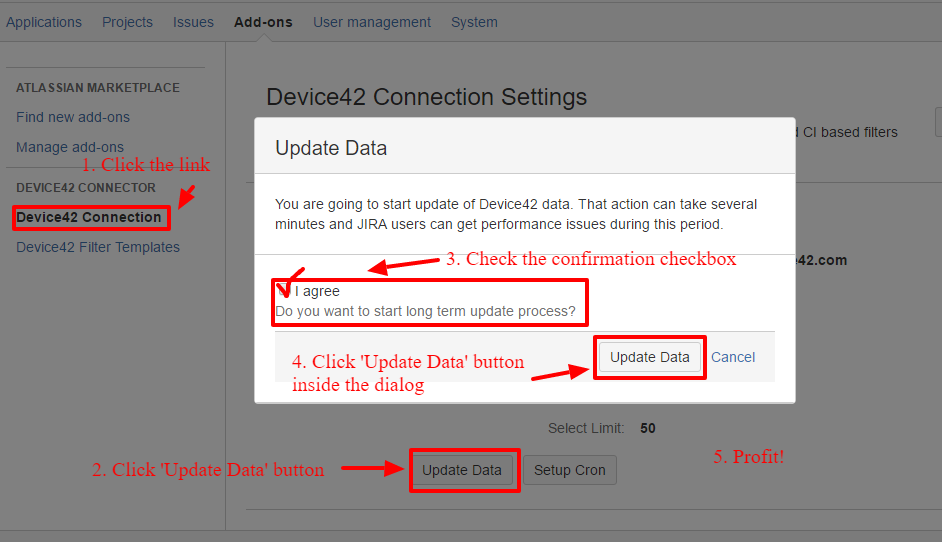 Applications Projects Issues Add-ons User management System
ATLASSIAN MARKETPLACE
Find new add-ons
Manage add-ons
1. Click the link
DEVICE42 CONNECTOR
Device42 Connection
Device42 Filter Templates
Device42 Connection Settings
CI based filters
Update Data
You are going to start update of Device42 data. That action can take several
minutes and JIRA users can get performance issues during this period.
42.com
3. Check the confirmation checkbox
I agree
Do you want to start long term update process?
4. Click 'Update Data' button
inside the dialog
Update Data Cancel
Select Limit: 50
2. Click 'Update Data' button
Update Data Setup Cron
5. Profit!